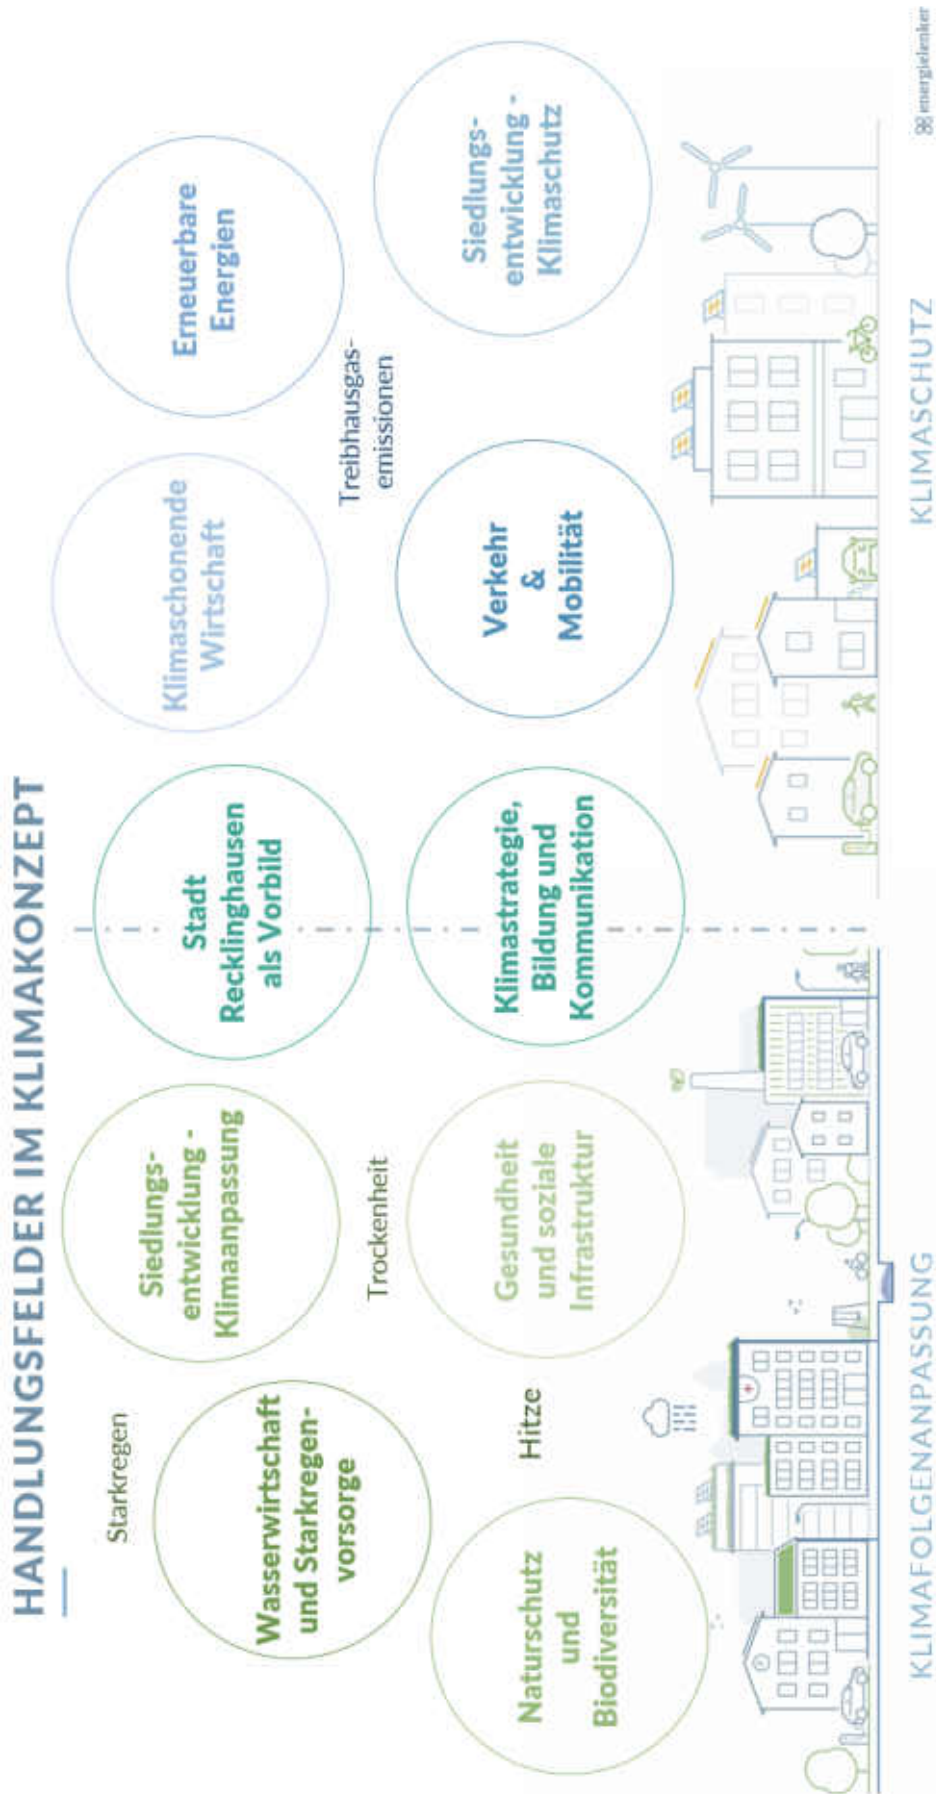 HANDLUNGSFELDER IM KLIMAKONZEPT
Starkregen
Wasserwirtschaft
und Starkregen-
vorsorge
Siedlungs-
entwicklung -
Klimaanpassung
Stadt
Recklinghausen
als Vorbild
Klimaschonende
Wirtschaft
Erneuerbare
Energien
Trockenheit
Treibhausgas-
emissionen
Hitze
Naturschutz
und
Biodiversität
Gesundheit
und soziale
Infrastruktur
Klimastrategie,
Bildung und
Kommunikation
Verkehr
&
Mobilität
Siedlungs-
entwicklung -
Klimaschutz
KLIMAFOLGENANPASSUNG
KLIMASCHUTZ
energielenker